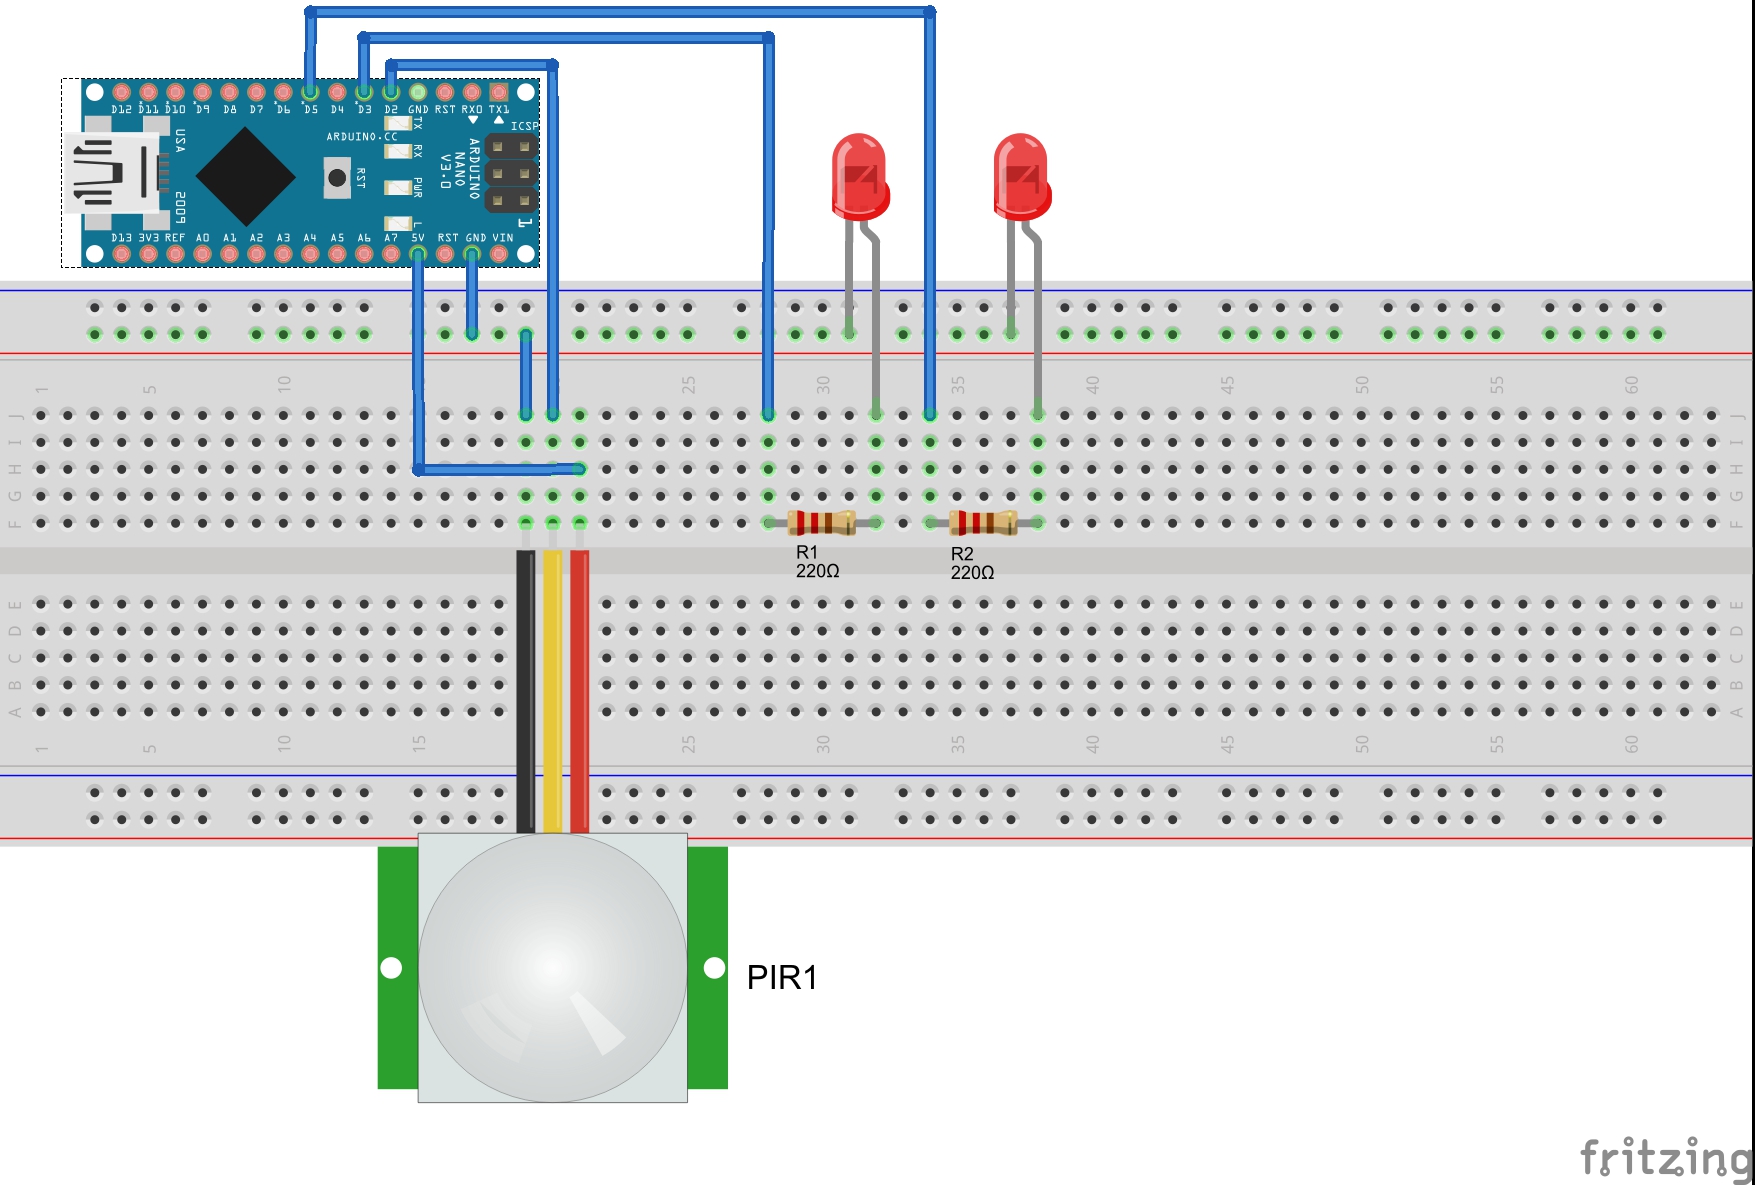 D12 D11 D10 D9 D8 D7 D6 D5 D4 D3 D2 GND RST RX0 TX1
ARDUINO.CC
ICSP
USA
2009
TX
RX
PWR
L
RST
ARDUINO
NANO
V3.0
1
D13 3V3 REF A0 A1 A2 A3 A4 A5 A6 A7 5V RST GND VIN
1 5 10 25 30 35 40 45 50 55 60
J J
I I
H H
G G
F F
R1
220Ω
R2
220Ω
E E
D D
C C
B B
A A
1 5 10 15 25 30 35 40 45 50 55 60
PIR1
fritzing